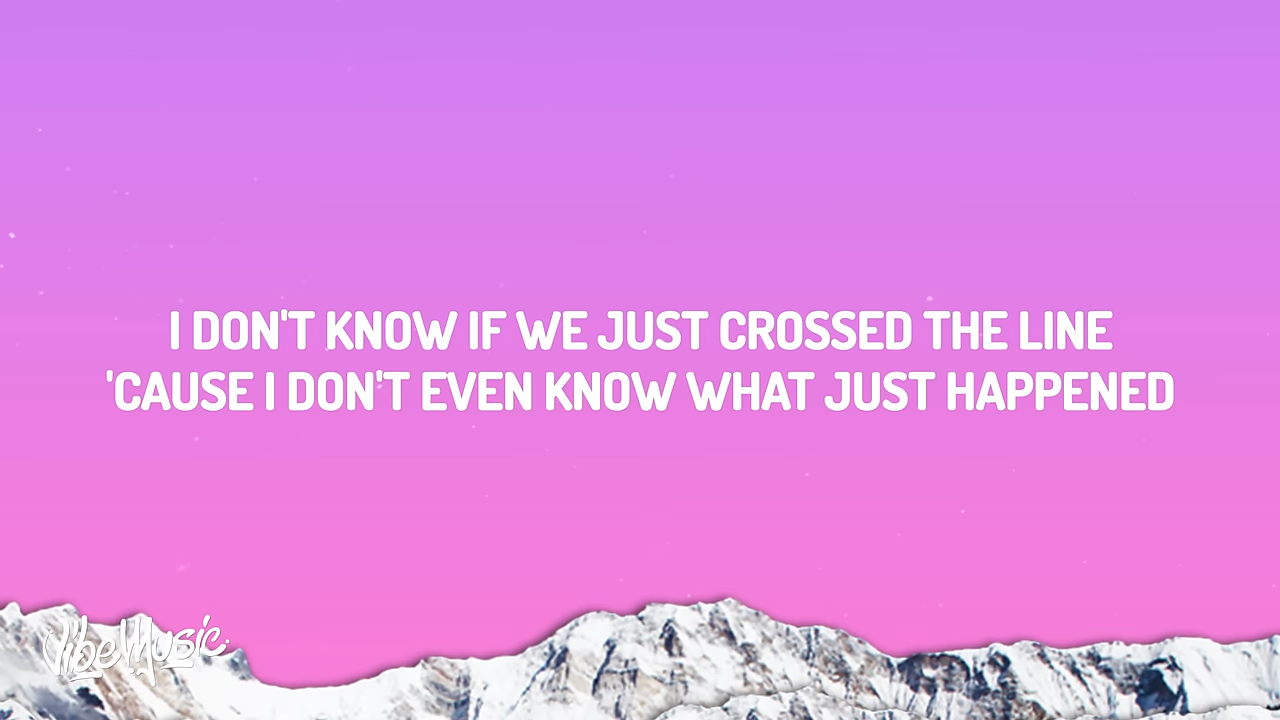 I DON'T KNOW IF WE JUST CROSSED THE LINE
'CAUSE I DON'T EVEN KNOW WHAT JUST HAPPENED
VibeMusic.